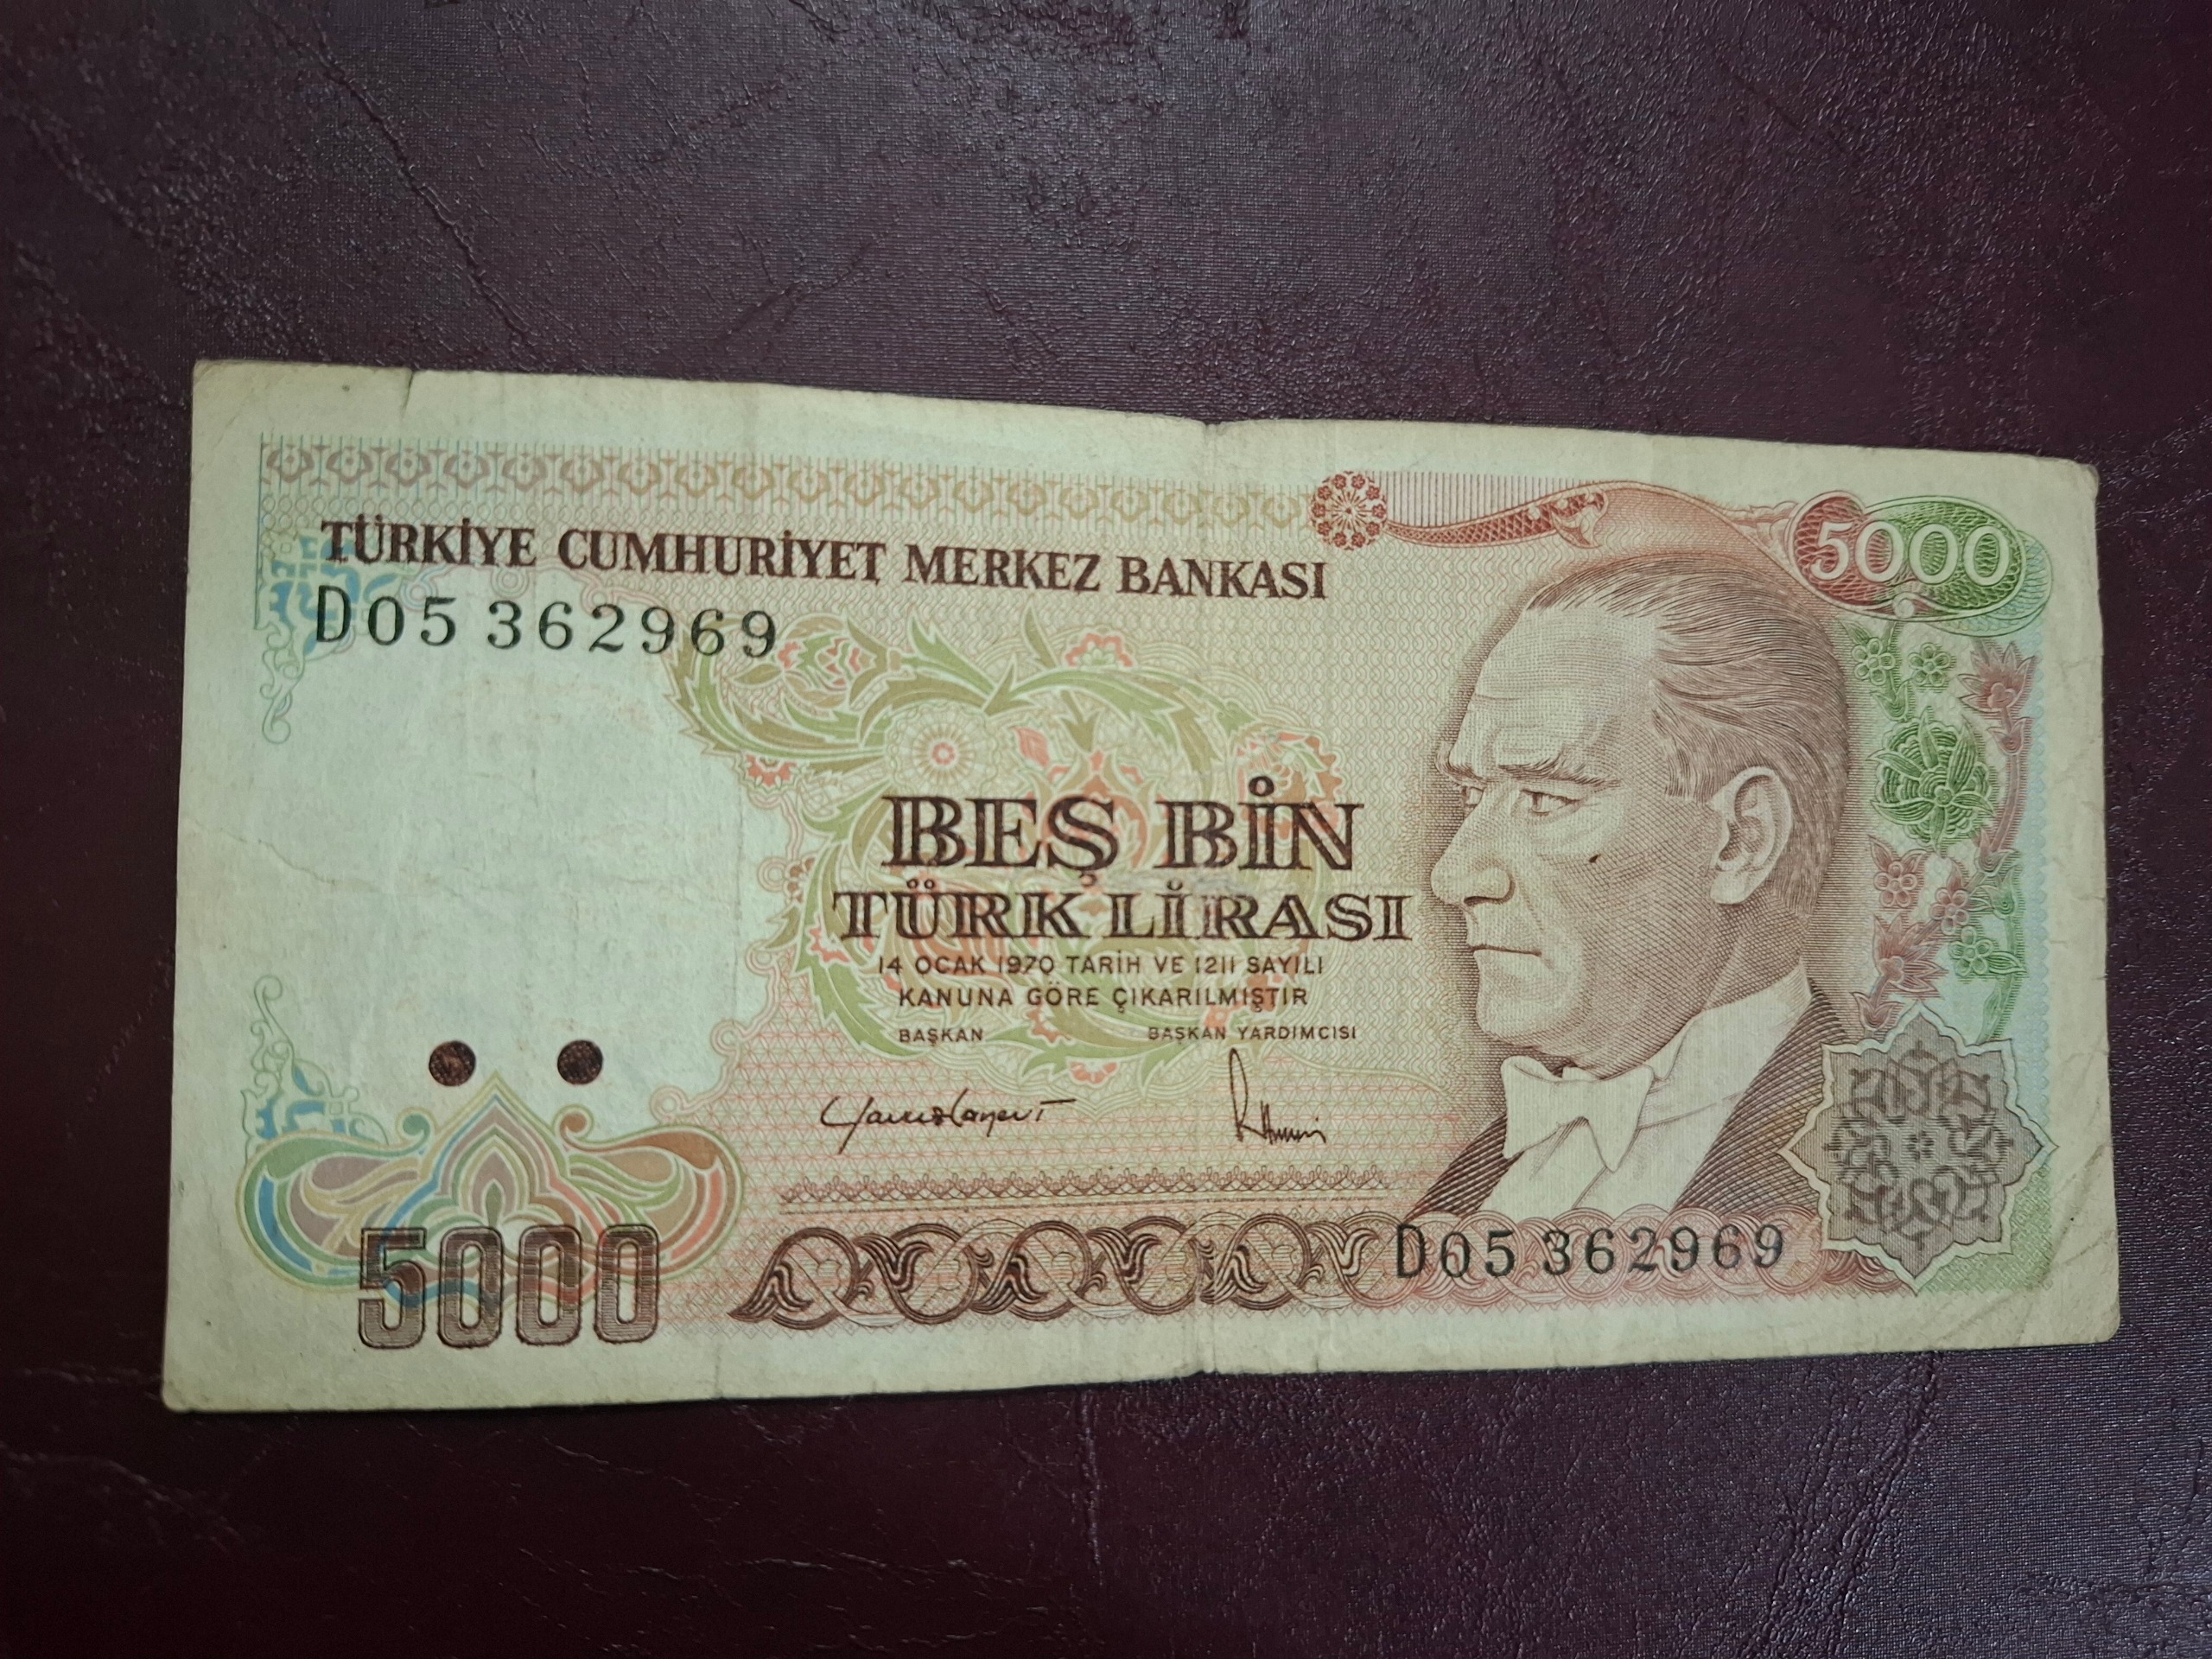 TÜRKİYE CUMHURİYET MERKEZ BANKASI
5000
D05 362969
BEŞ BİN
TÜRK LİRASI
14 OCAK 1970 TARİH VE 1211 SAYILI
KANUNA GÖRE ÇIKARILMIŞTIR
BAŞKAN BAŞKAN YARDIMCISI
5000
D05 362969